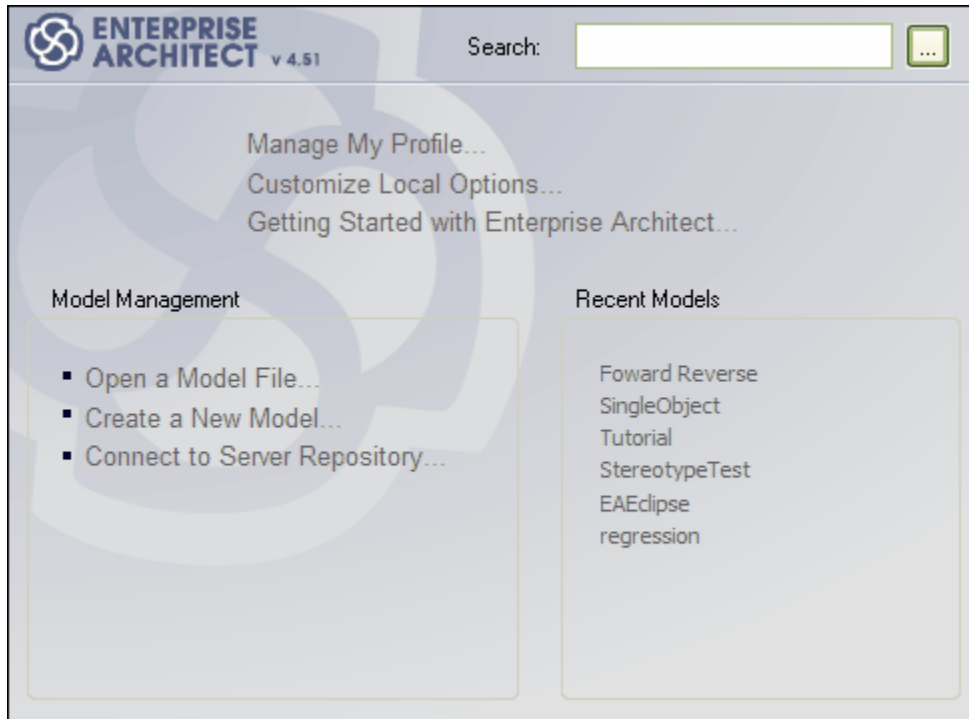 ENTERPRISE
ARCHITECT v 4.51
Search:
...
Manage My Profile...
Customize Local Options...
Getting Started with Enterprise Architect...
Model Management
Open a Model File...
Create a New Model...
Connect to Server Repository...
Recent Models
Foward Reverse
SingleObject
Tutorial
StereotypeTest
EAEclipse
regression